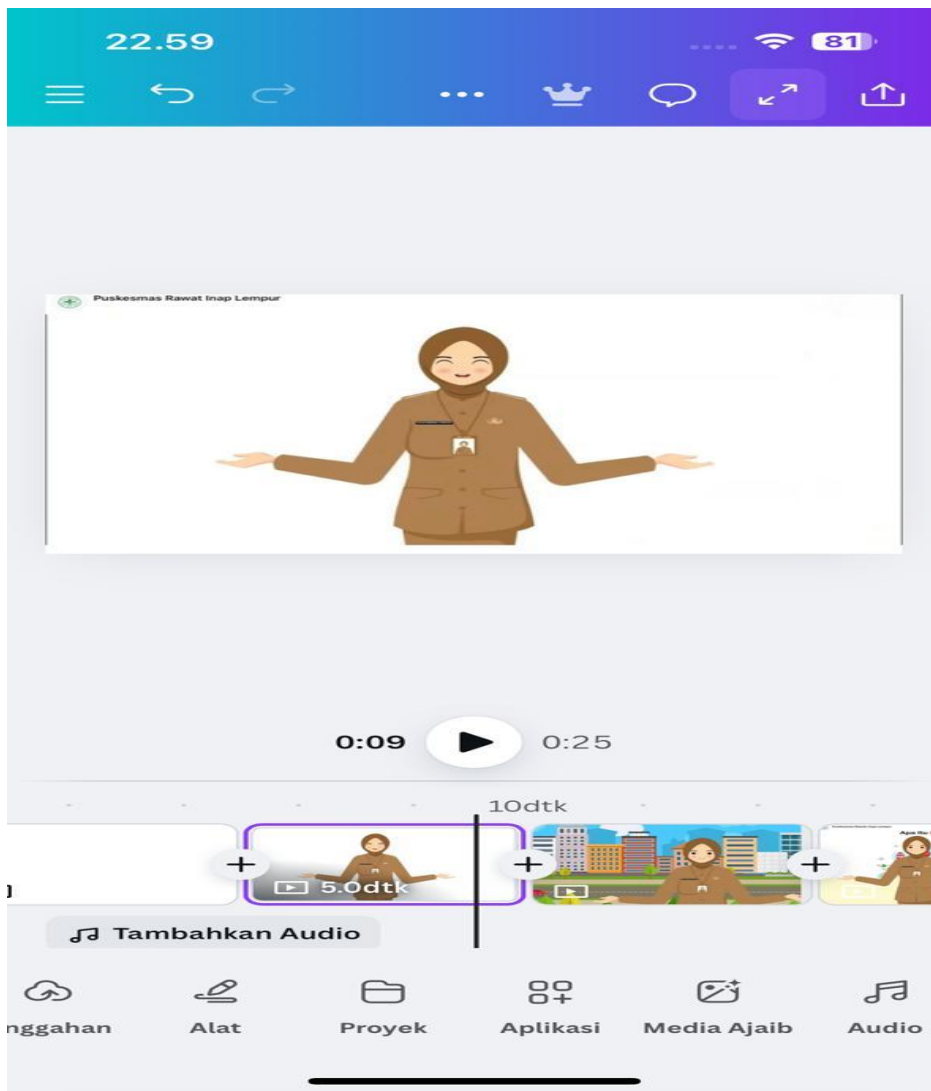 22.59
81
Puskesmas Rawat Inap Lempur
0:09
0:25
10dtk
5.0dtk
Tambahkan Audio
nggahan
Alat
Proyek
Aplikasi
Media Ajaib
Audio